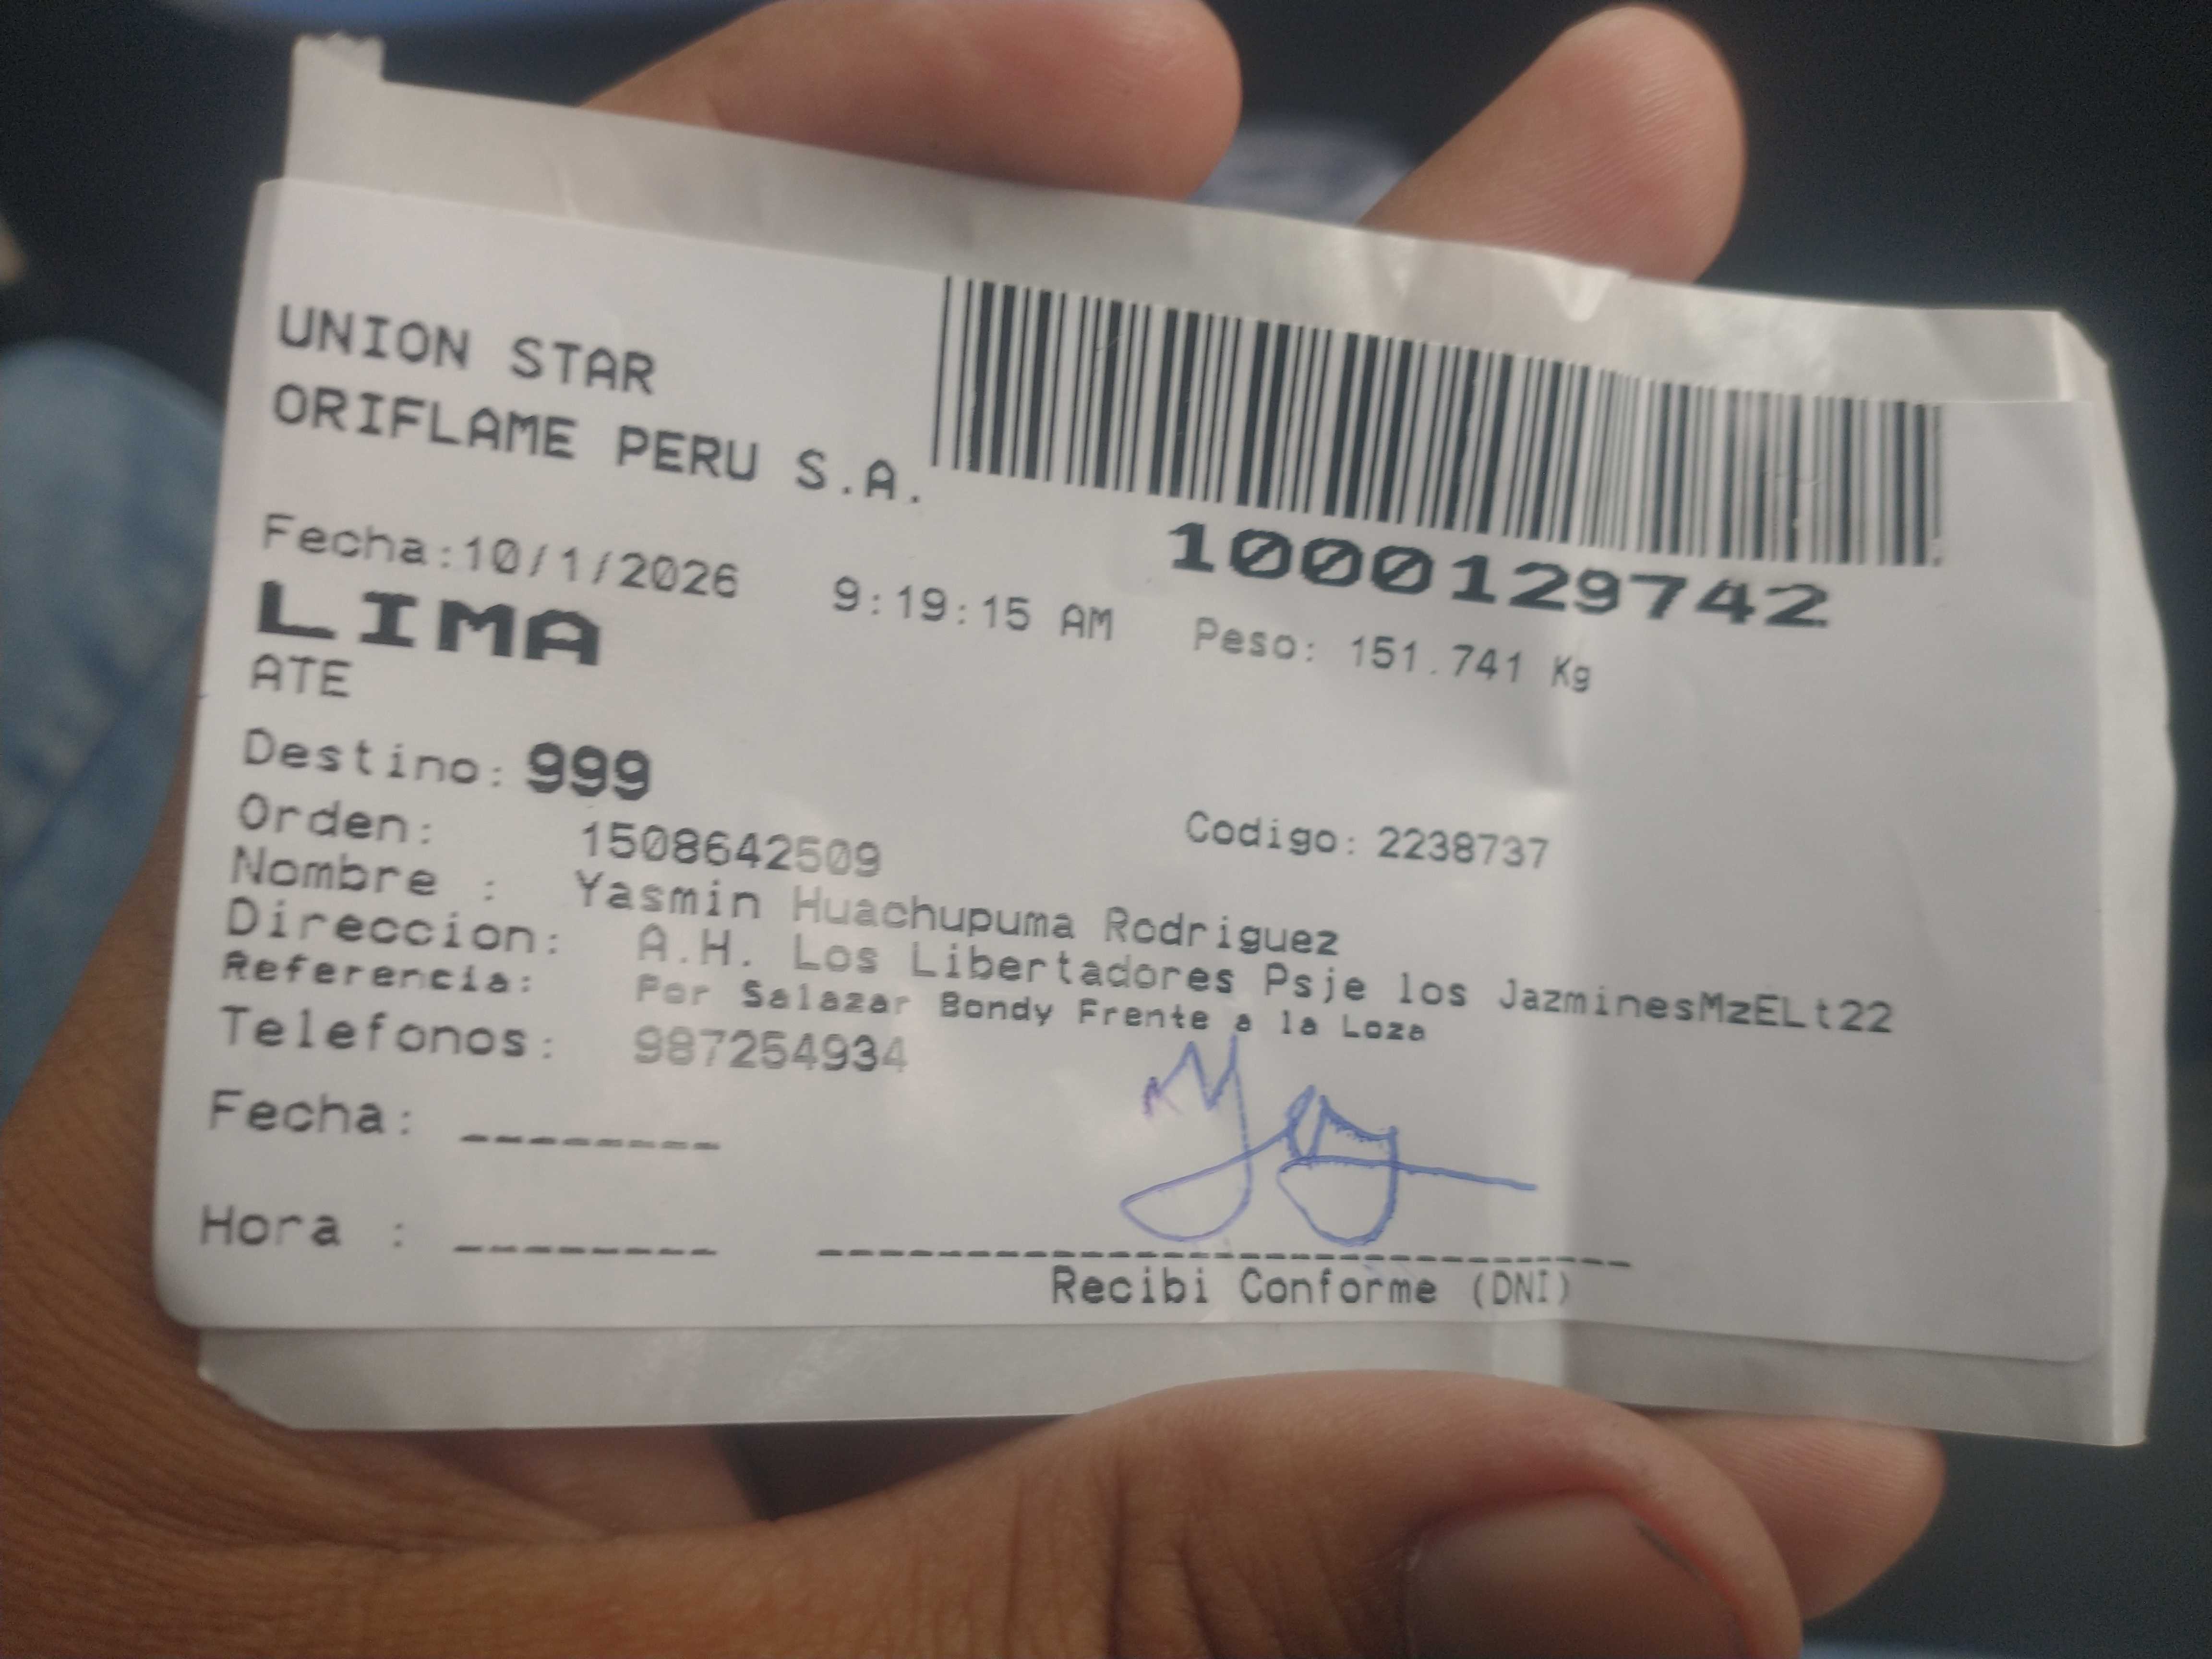 UNION STAR
ORIFLAME PERU S.A.
1000129742
Fecha:10/1/2026 9:19:15 AM Peso: 151.741 Kg
LIMA
ATE
Destino: 999
Orden: 1508642509 Codigo: 2238737
Nombre : Yasmin Huachupuma Rodriguez
Direccion: A.H. Los Libertadores Psje los JazminesMzELt22
Referencia: Por Salazar Bondy Frente a la Loza
Telefonos: 987254934
Fecha: ________
Hora : ________
Recibi Conforme (DNI)